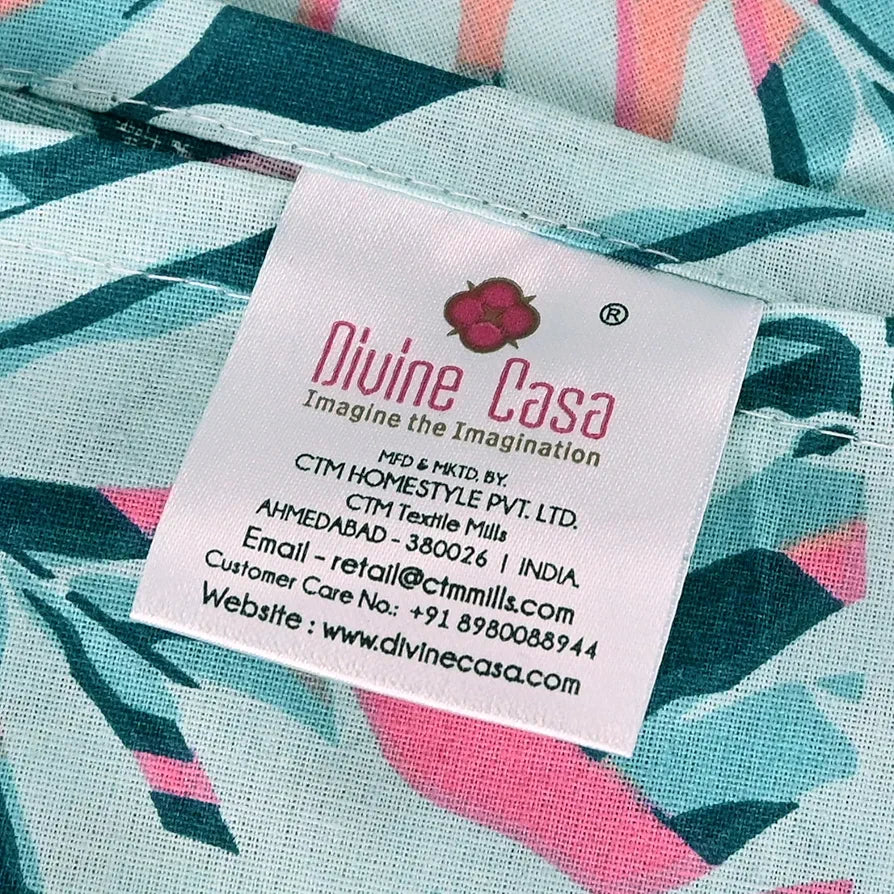 ®
Divine Casa
Imagine the Imagination
MFD & MKTD. BY.
CTM HOMESTYLE PVT. LTD.
CTM Textile Mills
AHMEDABAD - 380026 | INDIA.
Email - retail@ctmmills.com
Customer Care No.: +91 8980088944
Website : www.divinecasa.com